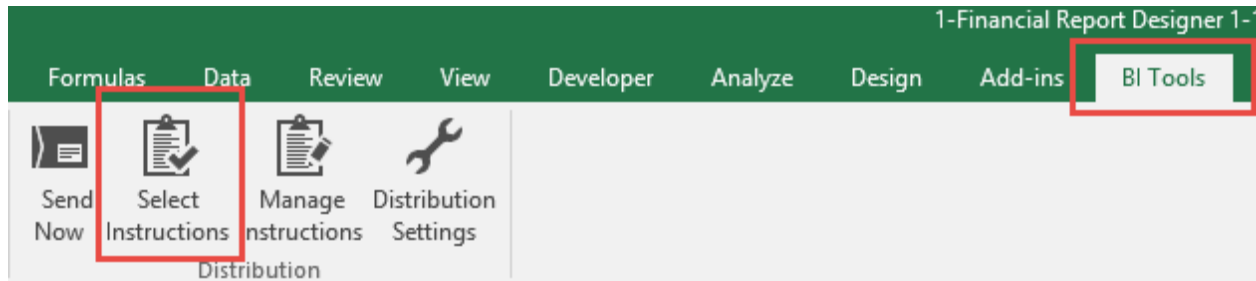 1-Financial Report Designer 1-
Formulas Data Review View Developer Analyze Design Add-ins BI Tools
Send Select Manage Distribution
Now Instructions nstructions Settings
Distribution